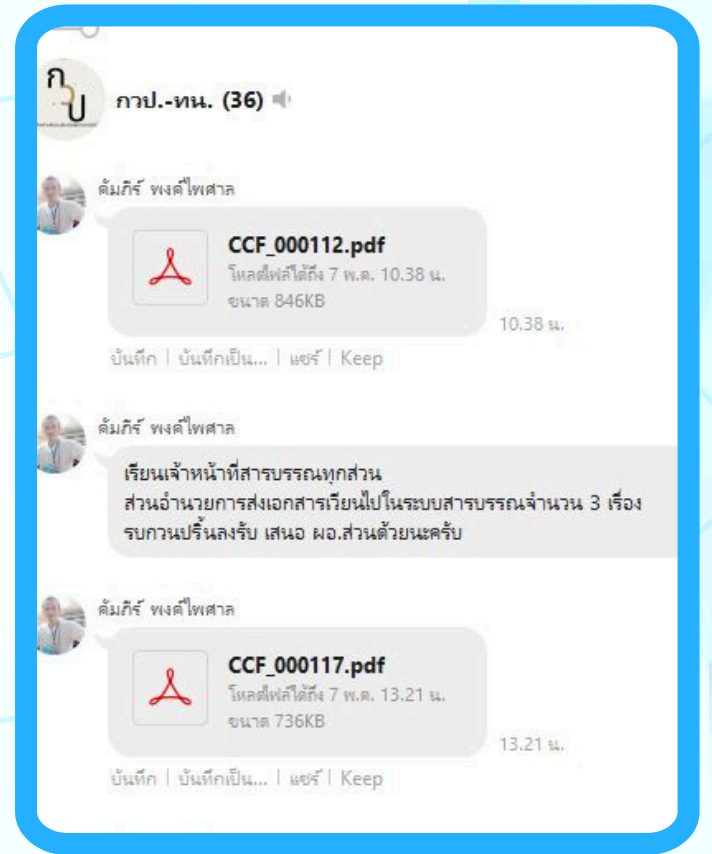 กวป
กวป.-ทน. (36)
คัมภีร์ พงค์ไพศาล
CCF_000112.pdf
โหลดไฟล์ได้ถึง 7 พ.ค. 10.38 น.
ขนาด 846KB
10.38 น.
บันทึก | บันทึกเป็น... | แชร์ | Keep
คัมภีร์ พงค์ไพศาล
เรียนเจ้าหน้าที่สารบรรณทุกส่วน
ส่วนอำนวยการส่งเอกสารเวียนไปในระบบสารบรรณจำนวน 3 เรื่อง
รบกวนปริ้นลงรับ เสนอ ผอ.ส่วนด้วยนะครับ
คัมภีร์ พงค์ไพศาล
CCF_000117.pdf
โหลดไฟล์ได้ถึง 7 พ.ค. 13.21 น.
ขนาด 736KB
13.21 น.
บันทึก | บันทึกเป็น... | แชร์ | Keep